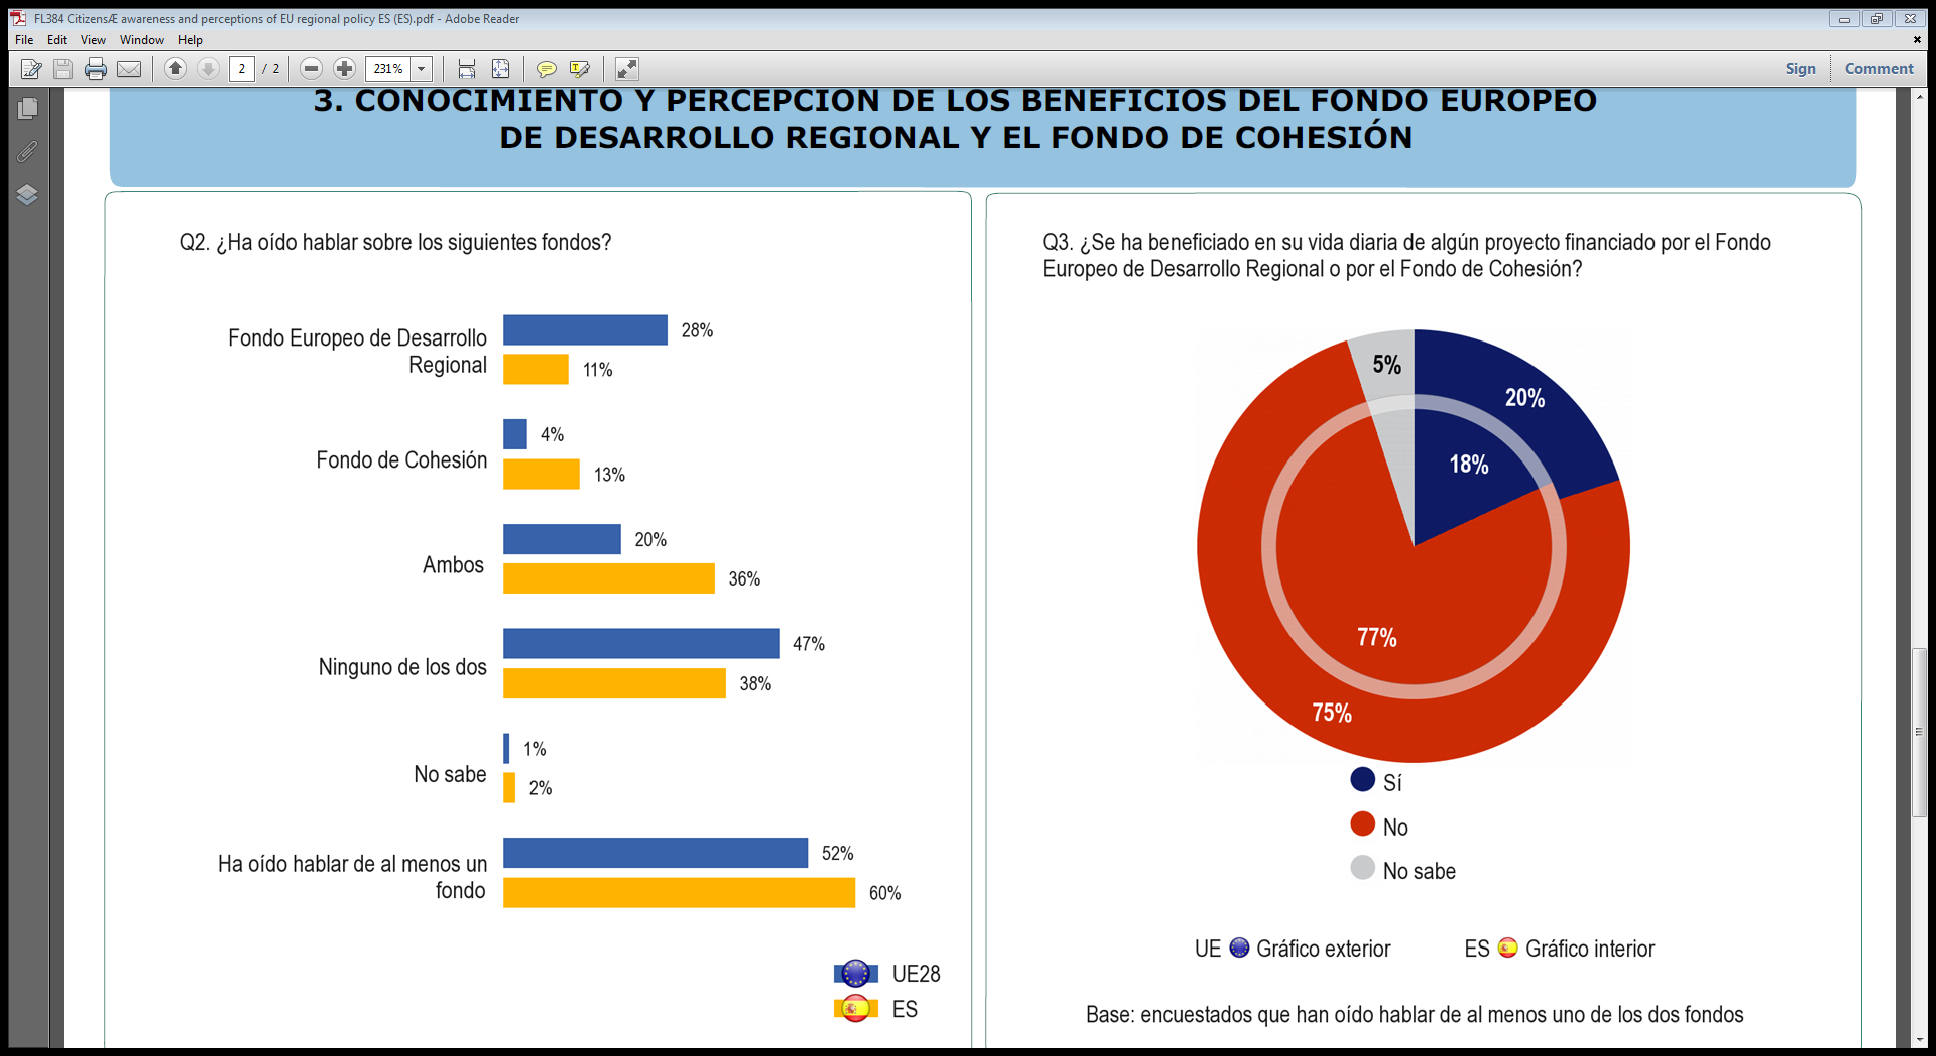 FL384 CitizensÆ awareness and perceptions of EU regional policy ES (ES).pdf - Adobe Reader
File Edit View Window Help
2 / 2 231% Sign Comment
3. CONOCIMIENTO Y PERCEPCION DE LOS BENEFICIOS DEL FONDO EUROPEO
DE DESARROLLO REGIONAL Y EL FONDO DE COHESIÓN
Q2. ¿Ha oído hablar sobre los siguientes fondos?
Fondo Europeo de Desarrollo
Regional
28%
11%
Fondo de Cohesión
4%
13%
Ambos
20%
36%
Ninguno de los dos
47%
38%
No sabe
1%
2%
Ha oído hablar de al menos un
fondo
52%
60%
UE28
ES
Q3. ¿Se ha beneficiado en su vida diaria de algún proyecto financiado por el Fondo
Europeo de Desarrollo Regional o por el Fondo de Cohesión?
5%
20%
18%
77%
75%
Sí
No
No sabe
UE Gráfico exterior ES Gráfico interior
Base: encuestados que han oído hablar de al menos uno de los dos fondos